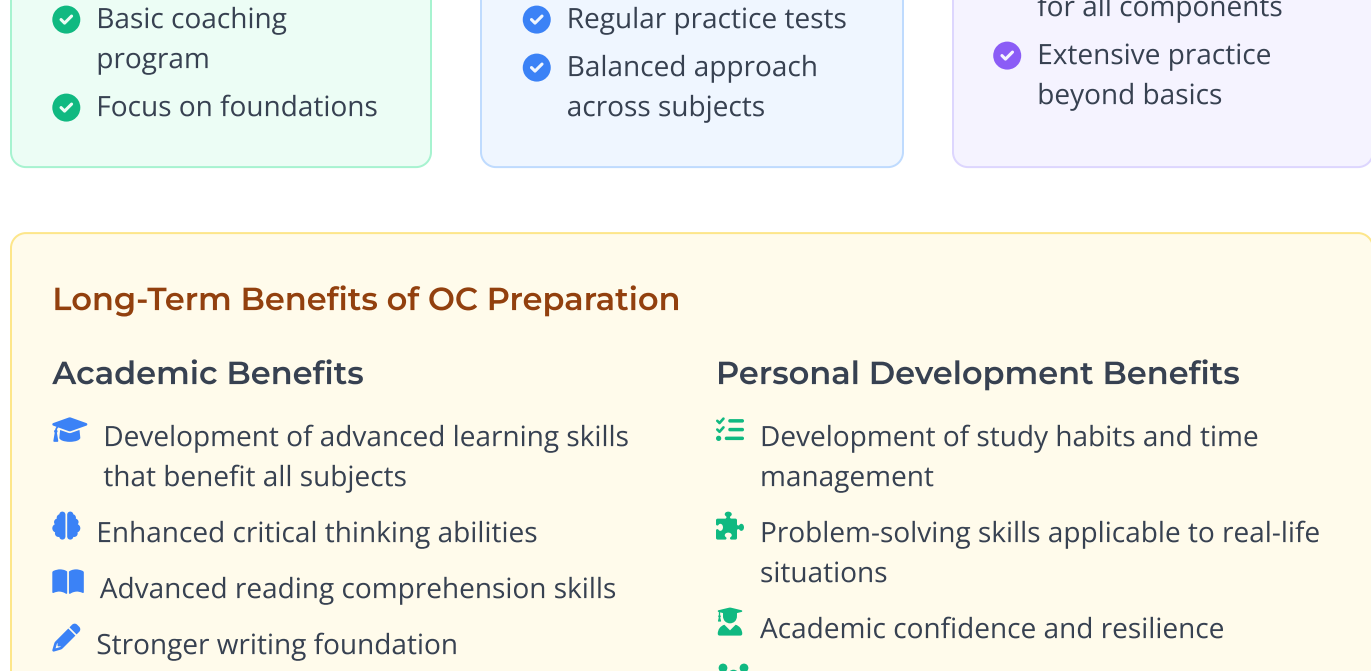 Basic coaching
program
Focus on foundations
Regular practice tests
Balanced approach
across subjects
for all components
Extensive practice
beyond basics
Long-Term Benefits of OC Preparation
Academic Benefits
Development of advanced learning skills
that benefit all subjects
Enhanced critical thinking abilities
Advanced reading comprehension skills
Stronger writing foundation
Personal Development Benefits
Development of study habits and time
management
Problem-solving skills applicable to real-life
situations
Academic confidence and resilience